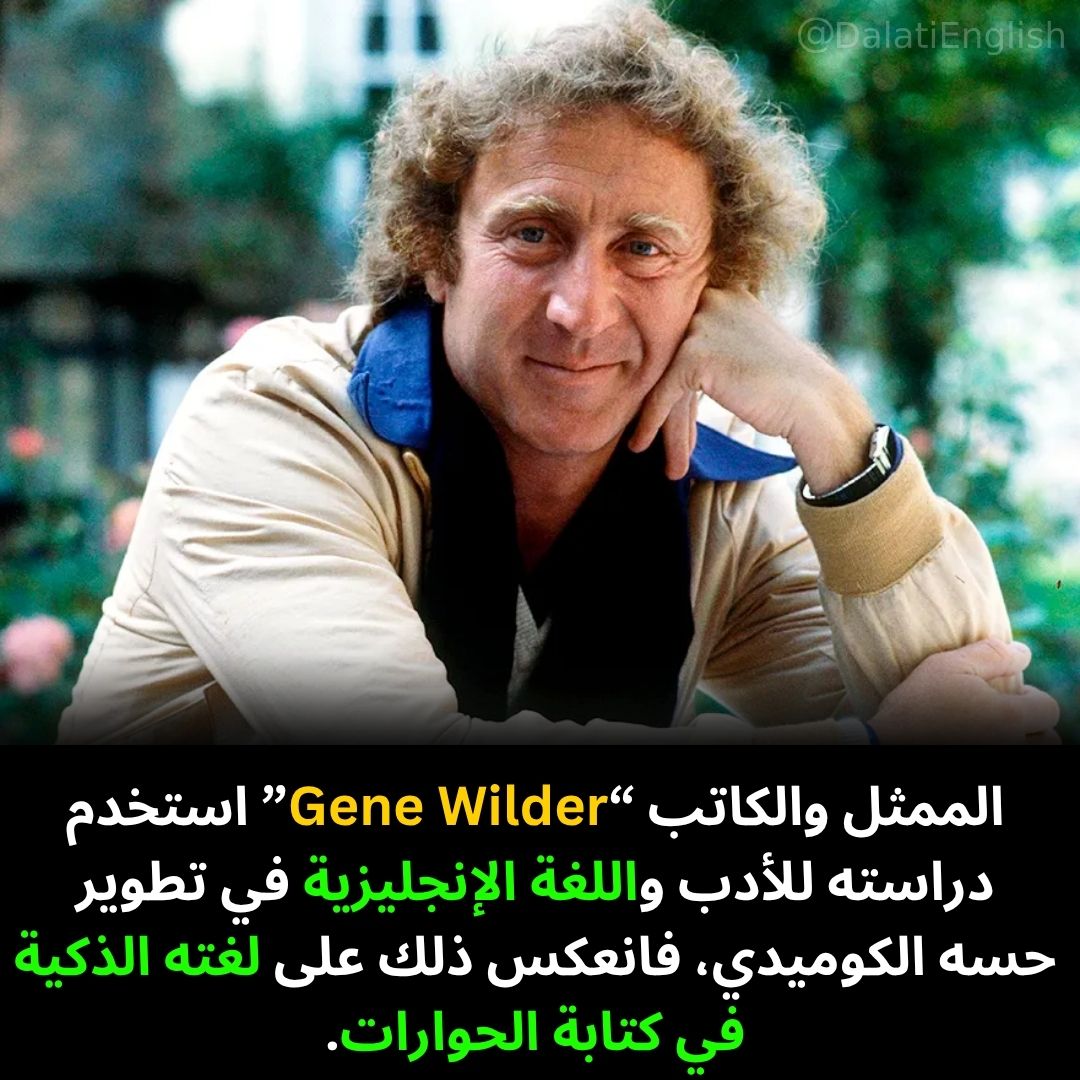 @DalatiEnglish
الممثل والكاتب “Gene Wilder” استخدم
دراسته للأدب واللغة الإنجليزية في تطوير
حسه الكوميدي، فانعكس ذلك على لغته الذكية
في كتابة الحوارات.